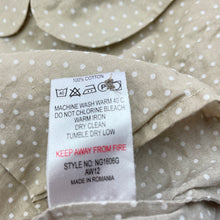 100% COTTON
MACHINE WASH WARM 40 C
DO NOT CHLORINE BLEACH
WARM IRON
DRY CLEAN
TUMBLE DRY LOW
KEEP AWAY FROM FIRE
STYLE NO: NG1606G
AW12
MADE IN ROMANIA